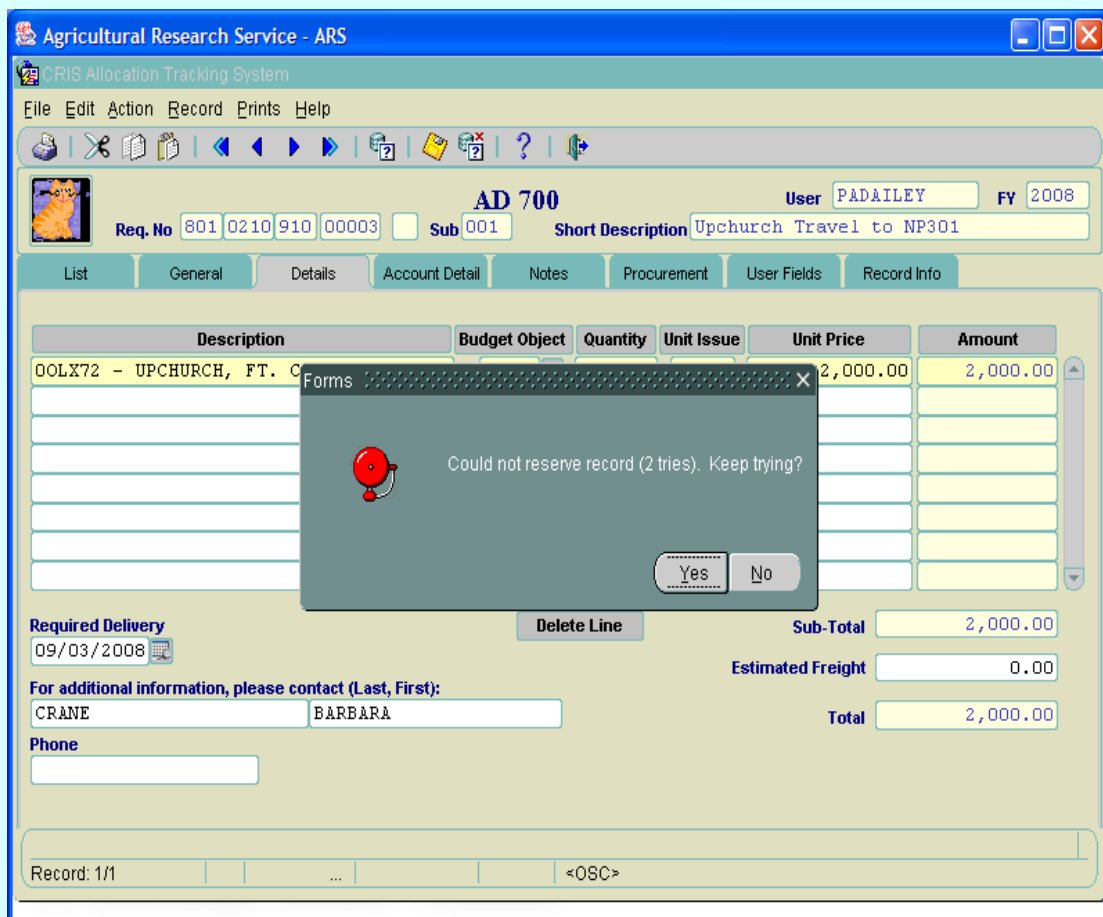 Agricultural Research Service - ARS
CRIS Allocation Tracking System
File Edit Action Record Prints Help
AD 700 User PADAILEY FY 2008
Req. No 801 0210 910 00003 Sub 001 Short Description Upchurch Travel to NP301
List General Details Account Detail Notes Procurement User Fields Record Info
Description Budget Object Quantity Unit Issue Unit Price Amount
OOLX72 - UPCHURCH, FT. C 2,000.00 2,000.00
Forms
Could not reserve record (2 tries). Keep trying?
Yes No
Required Delivery Delete Line Sub-Total 2,000.00
09/03/2008
Estimated Freight 0.00
For additional information, please contact (Last, First):
CRANE BARBARA Total 2,000.00
Phone
Record: 1/1 ... <OSC>